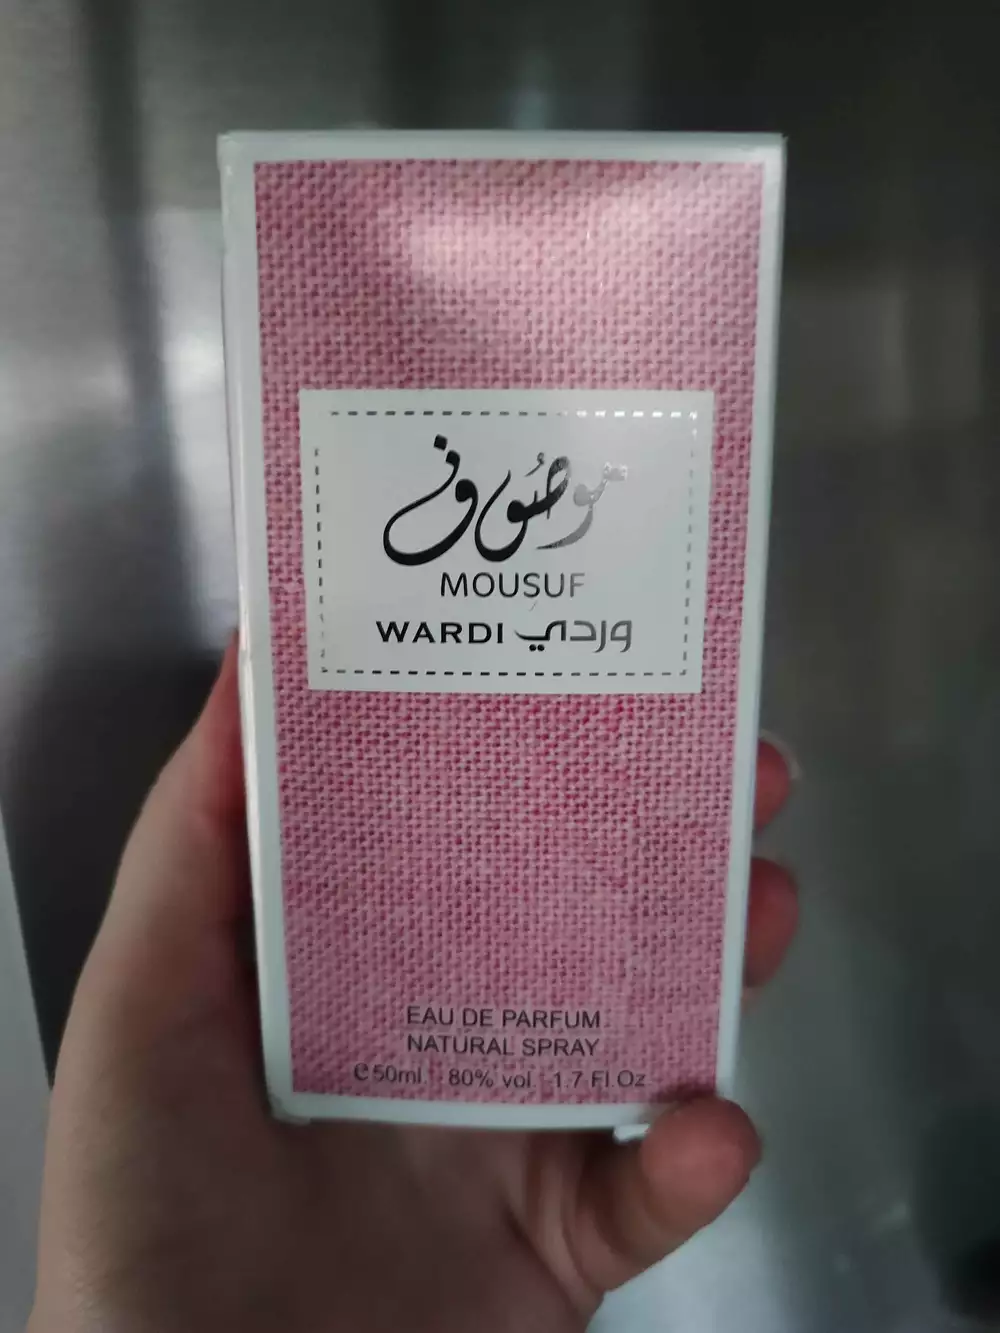 موصوف
MOUSUF
WARDI وردي
EAU DE PARFUM
NATURAL SPRAY
℮50ml. 80% vol. 1.7 Fl.Oz